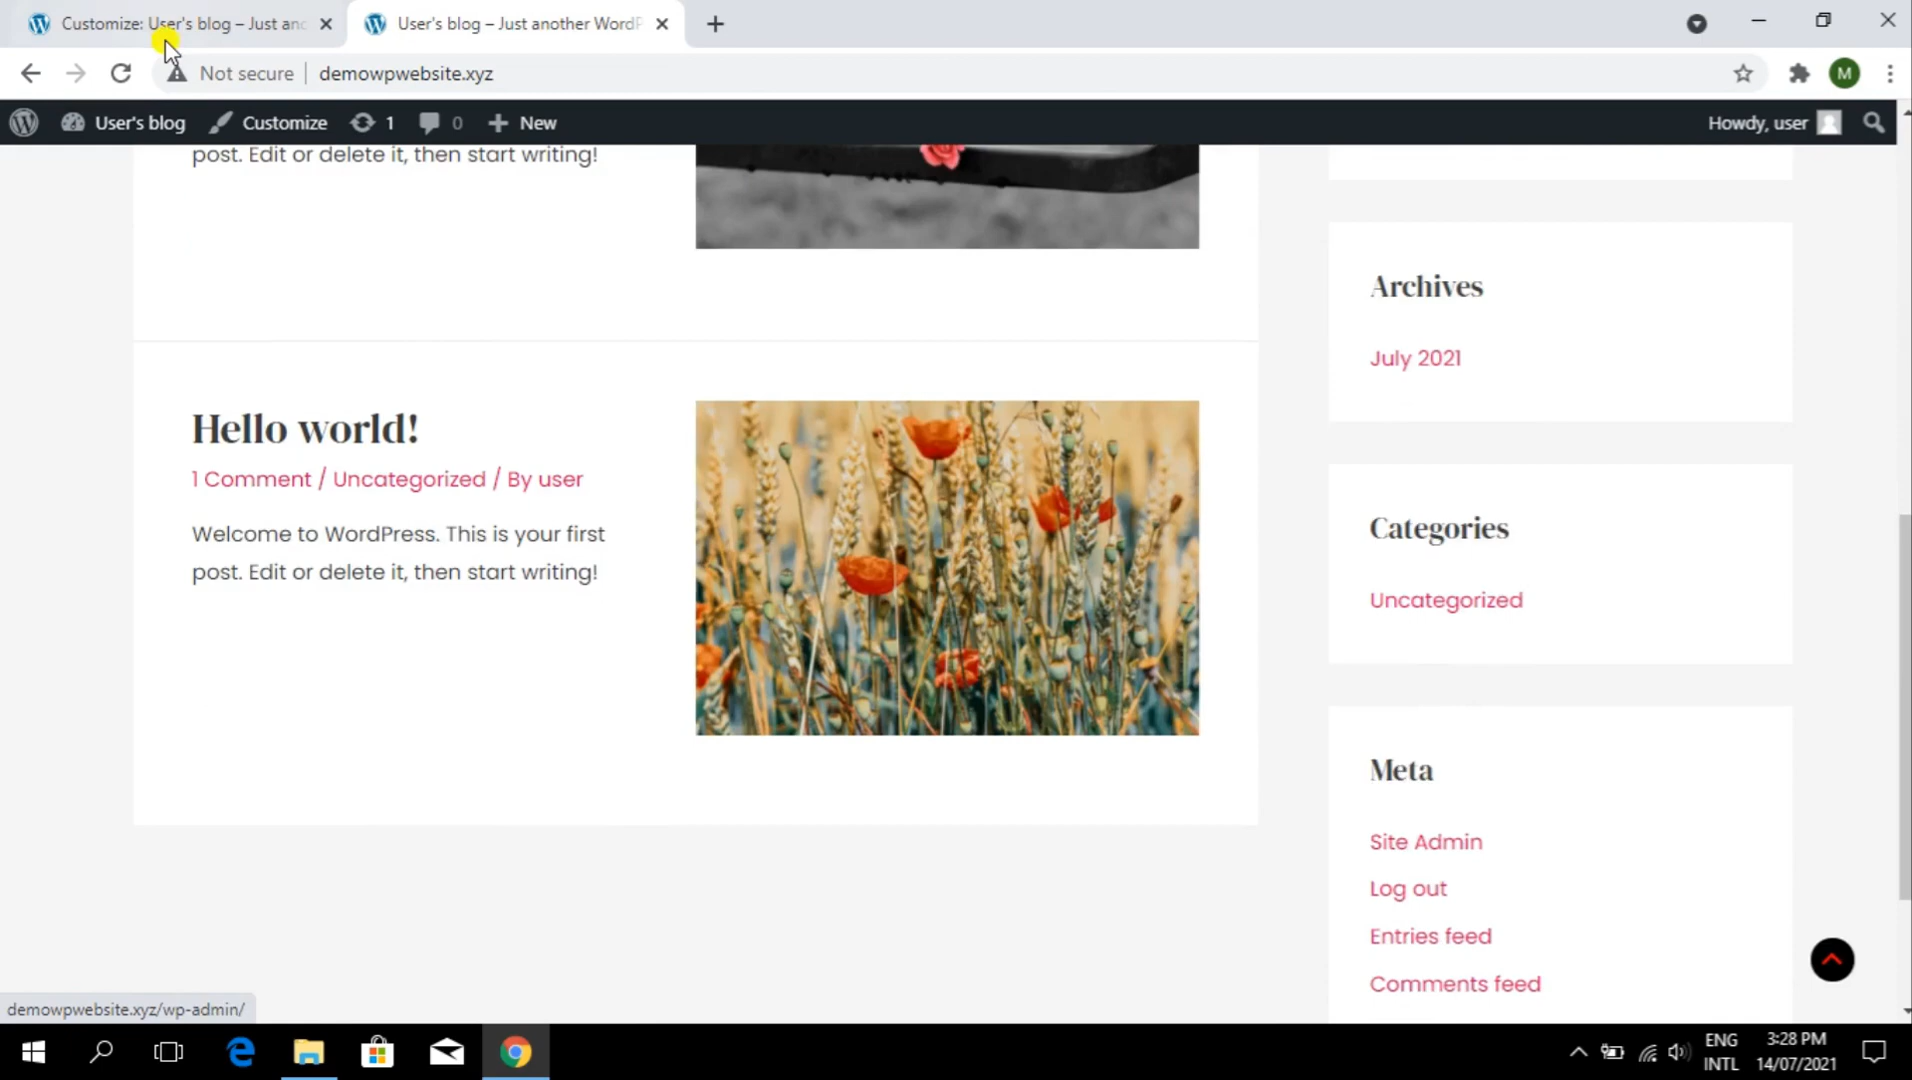 Customize: User's blog – Just ano
User's blog – Just another WordP
Not secure
demowpwebsite.xyz
User's blog
Customize
1
0
New
Howdy, user
post. Edit or delete it, then start writing!
Archives
July 2021
Hello world!
1 Comment / Uncategorized / By user
Welcome to WordPress. This is your first
post. Edit or delete it, then start writing!
Categories
Uncategorized
Meta
Site Admin
Log out
Entries feed
Comments feed
demowpwebsite.xyz/wp-admin/
M
ENG
INTL
3:28 PM
14/07/2021